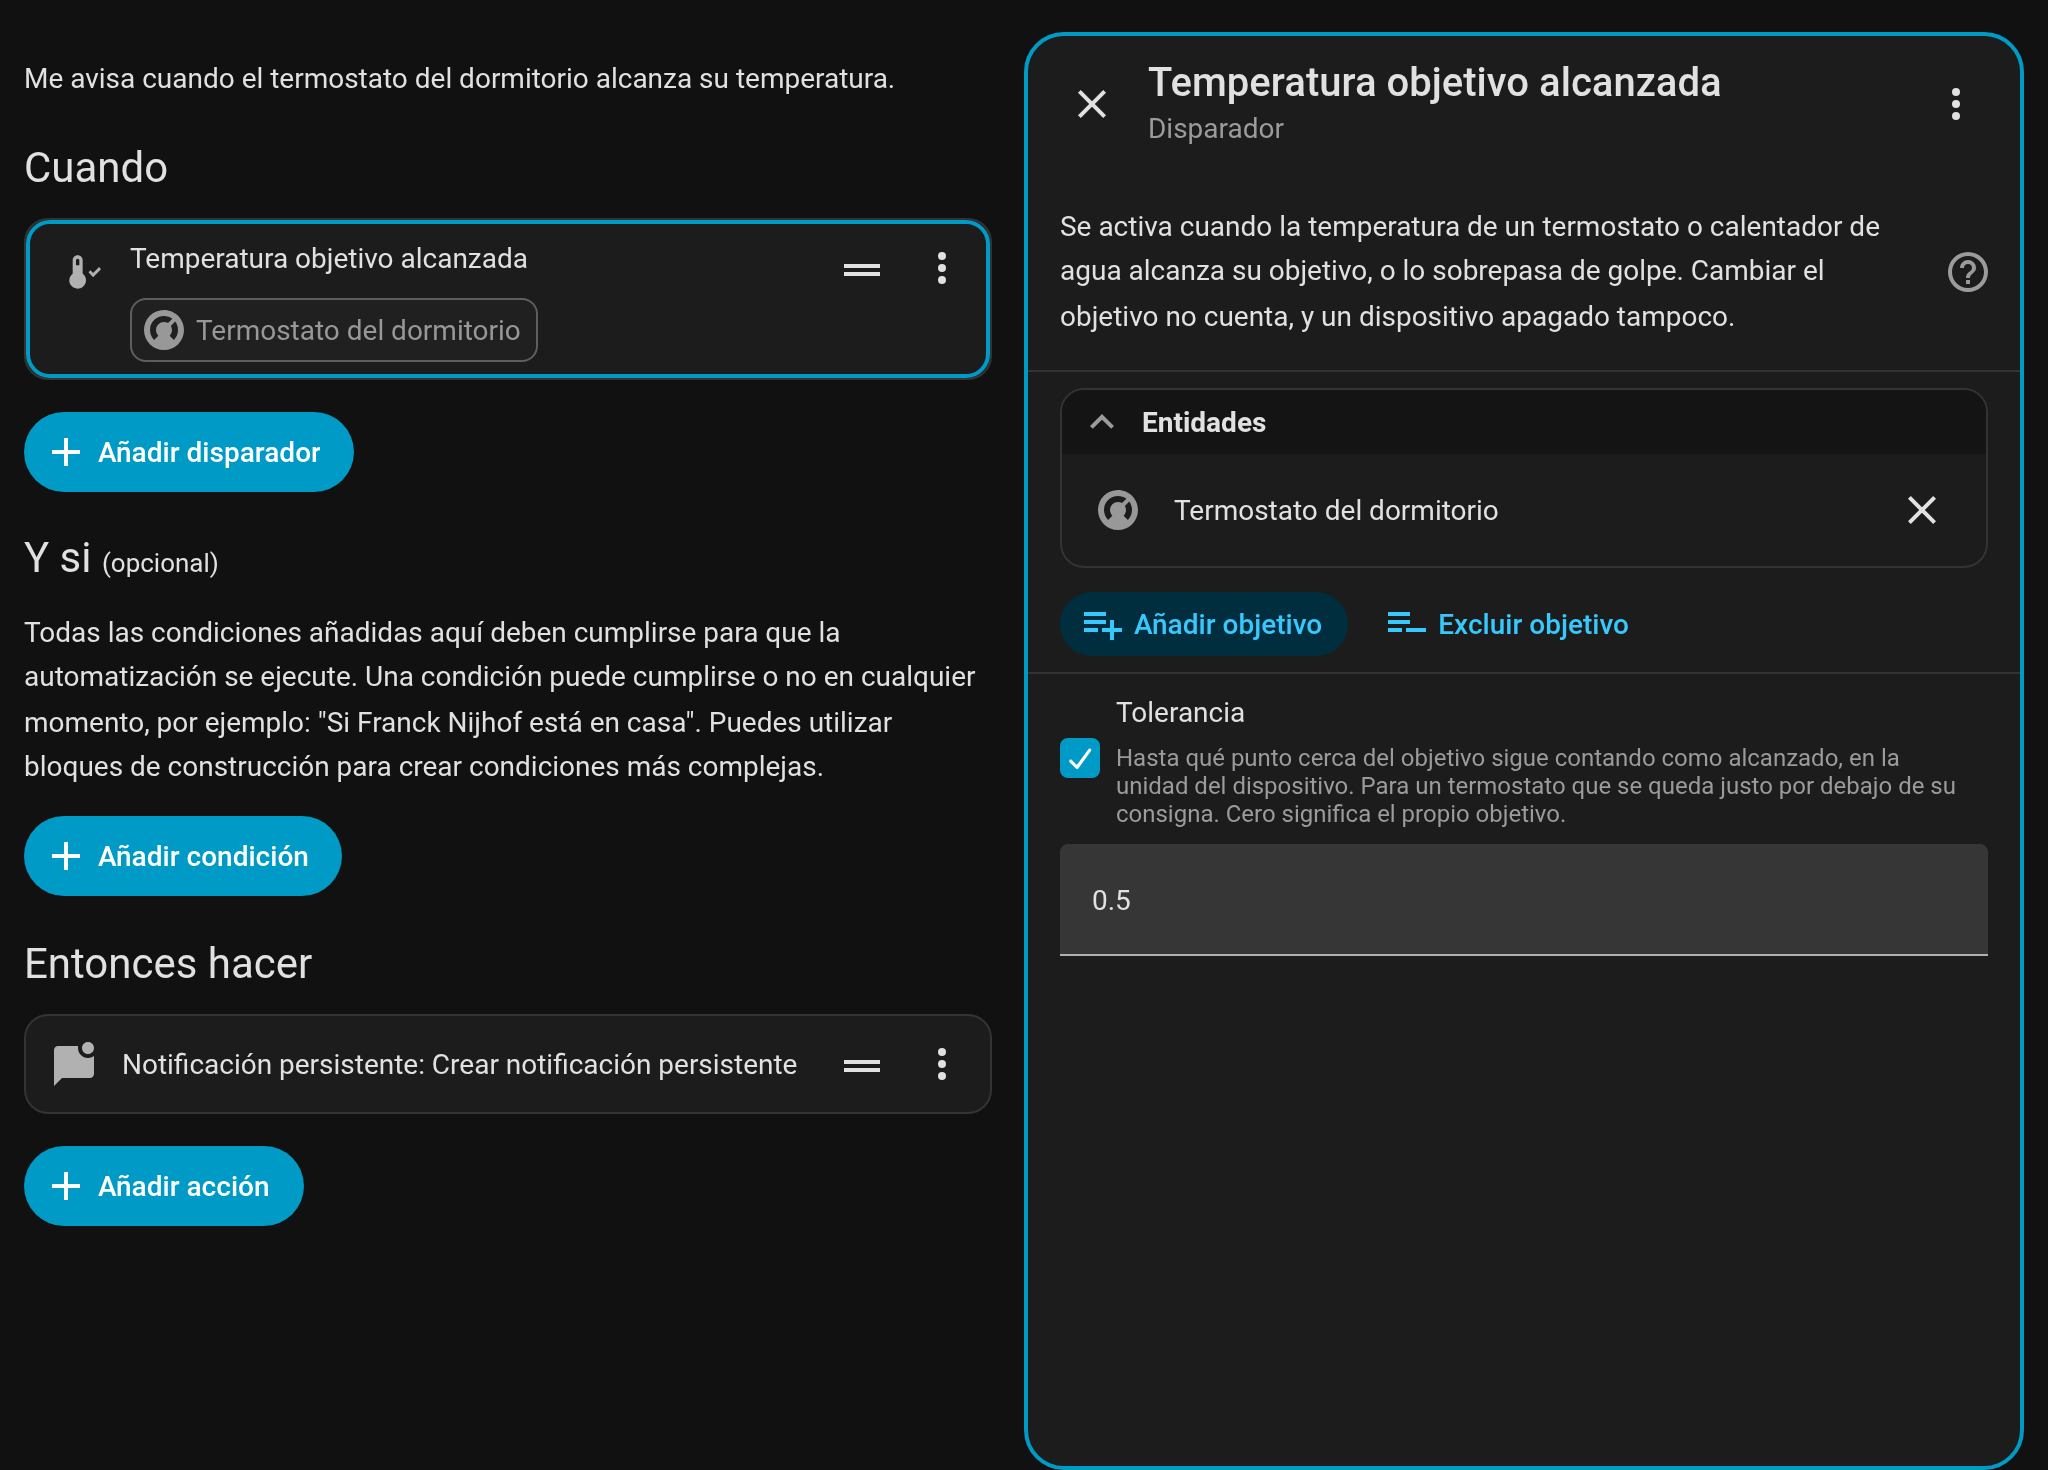 Me avisa cuando el termostato del dormitorio alcanza su temperatura.
Cuando
Temperatura objetivo alcanzada
Termostato del dormitorio
Añadir disparador
Y si (opcional)
Todas las condiciones añadidas aquí deben cumplirse para que la
automatización se ejecute. Una condición puede cumplirse o no en cualquier
momento, por ejemplo: "Si Franck Nijhof está en casa". Puedes utilizar
bloques de construcción para crear condiciones más complejas.
Añadir condición
Entonces hacer
Notificación persistente: Crear notificación persistente
Añadir acción
Temperatura objetivo alcanzada
Disparador
Se activa cuando la temperatura de un termostato o calentador de
agua alcanza su objetivo, o lo sobrepasa de golpe. Cambiar el
objetivo no cuenta, y un dispositivo apagado tampoco.
Entidades
Termostato del dormitorio
Añadir objetivo
Excluir objetivo
Tolerancia
Hasta qué punto cerca del objetivo sigue contando como alcanzado, en la
unidad del dispositivo. Para un termostato que se queda justo por debajo de su
consigna. Cero significa el propio objetivo.
0.5